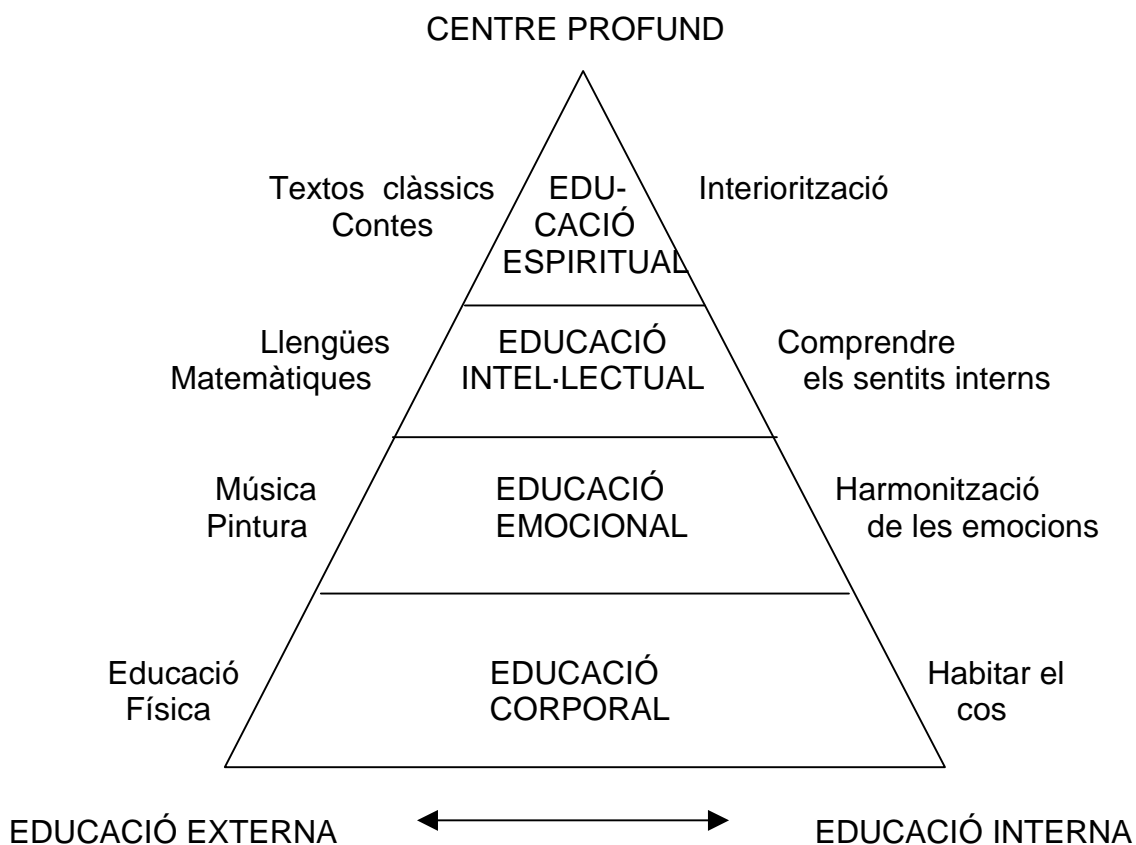 CENTRE PROFUND
Textos clàssics
Contes
EDU-
CACIÓ
ESPIRITUAL
Interiorització
Llengües
Matemàtiques
EDUCACIÓ
INTEL·LECTUAL
Comprendre
els sentits interns
Música
Pintura
EDUCACIÓ
EMOCIONAL
Harmonització
de les emocions
Educació
Física
EDUCACIÓ
CORPORAL
Habitar el
cos
EDUCACIÓ EXTERNA
EDUCACIÓ INTERNA